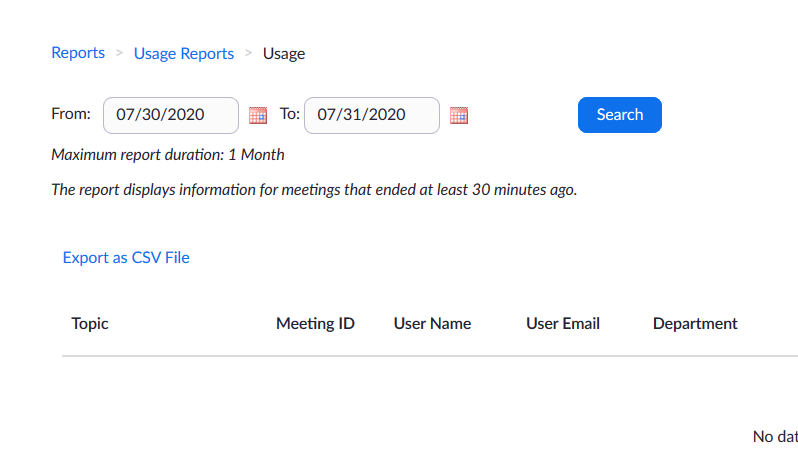 Reports > Usage Reports > Usage
From: 07/30/2020 To: 07/31/2020 Search
Maximum report duration: 1 Month
The report displays information for meetings that ended at least 30 minutes ago.
Export as CSV File
Topic Meeting ID User Name User Email Department
No dat